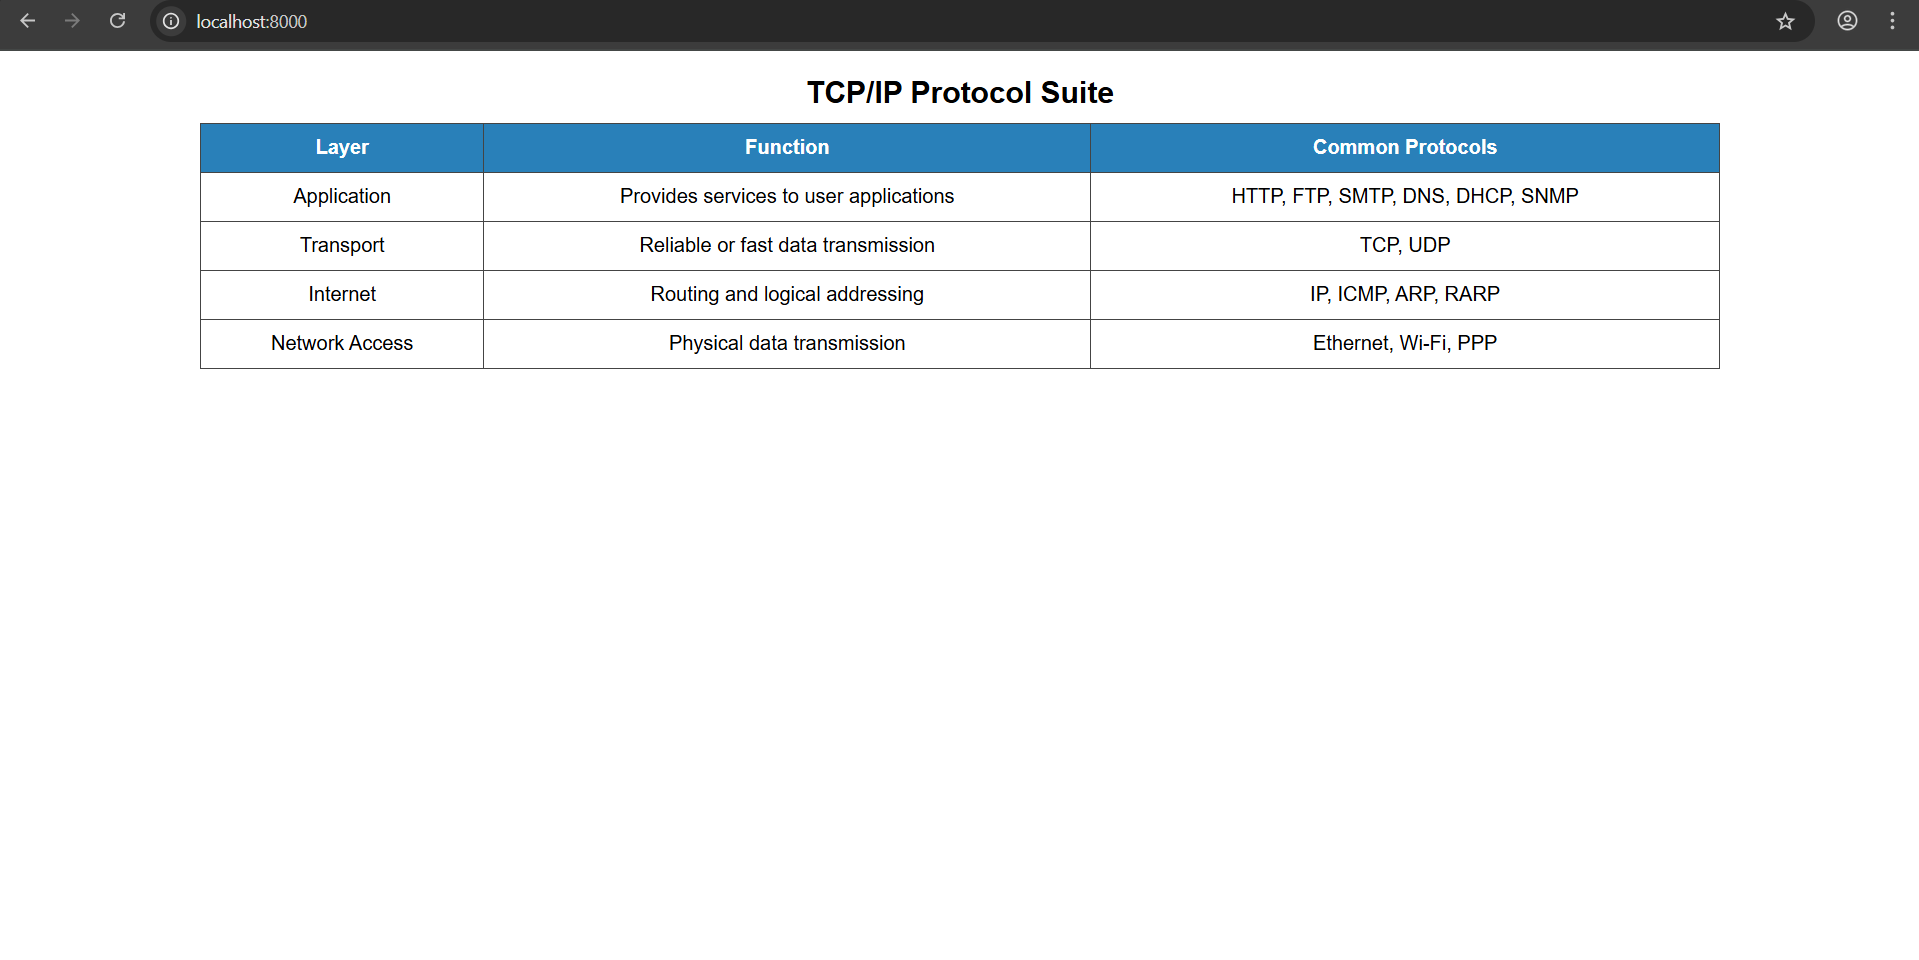 localhost:8000
TCP/IP Protocol Suite
Layer Function Common Protocols
Application Provides services to user applications HTTP, FTP, SMTP, DNS, DHCP, SNMP
Transport Reliable or fast data transmission TCP, UDP
Internet Routing and logical addressing IP, ICMP, ARP, RARP
Network Access Physical data transmission Ethernet, Wi-Fi, PPP